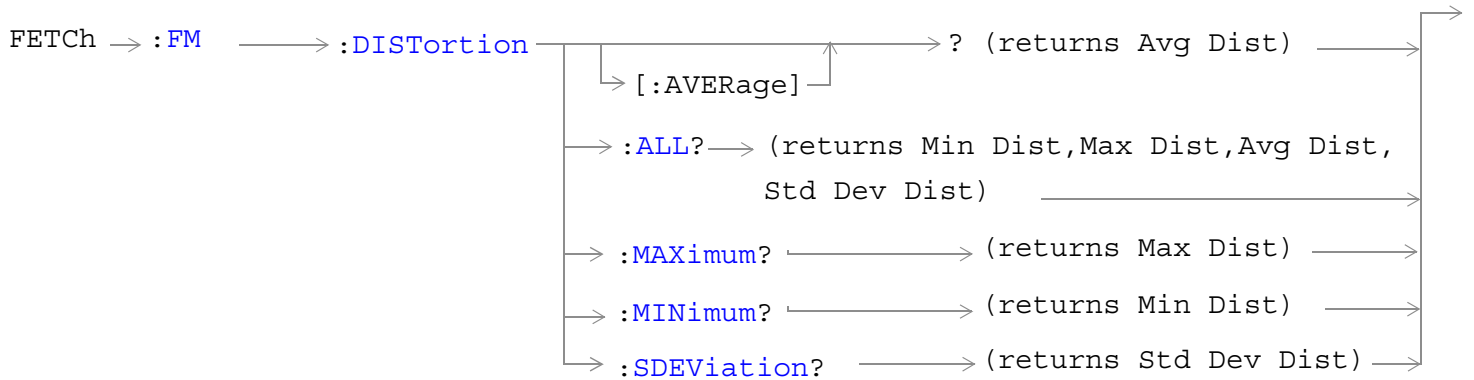 FETCh :FM :DISTortion ? (returns Avg Dist)
[:AVERage]
:ALL? (returns Min Dist,Max Dist,Avg Dist,
Std Dev Dist)
:MAXimum? (returns Max Dist)
:MINimum? (returns Min Dist)
:SDEViation? (returns Std Dev Dist)